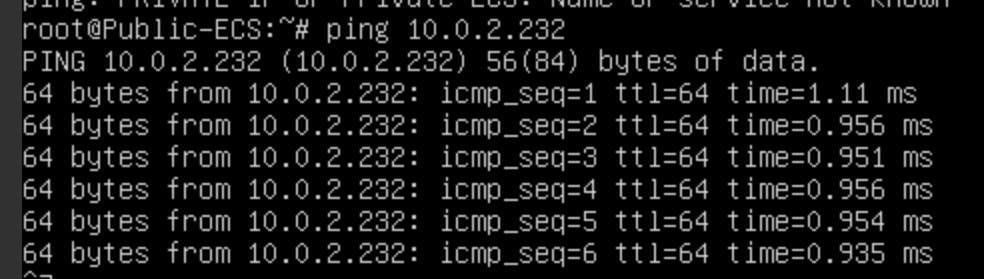 ping: PRIVATE IP of Private ECS: Name or service not known
root@Public-ECS:~# ping 10.0.2.232
PING 10.0.2.232 (10.0.2.232) 56(84) bytes of data.
64 bytes from 10.0.2.232: icmp_seq=1 ttl=64 time=1.11 ms
64 bytes from 10.0.2.232: icmp_seq=2 ttl=64 time=0.956 ms
64 bytes from 10.0.2.232: icmp_seq=3 ttl=64 time=0.951 ms
64 bytes from 10.0.2.232: icmp_seq=4 ttl=64 time=0.956 ms
64 bytes from 10.0.2.232: icmp_seq=5 ttl=64 time=0.954 ms
64 bytes from 10.0.2.232: icmp_seq=6 ttl=64 time=0.935 ms